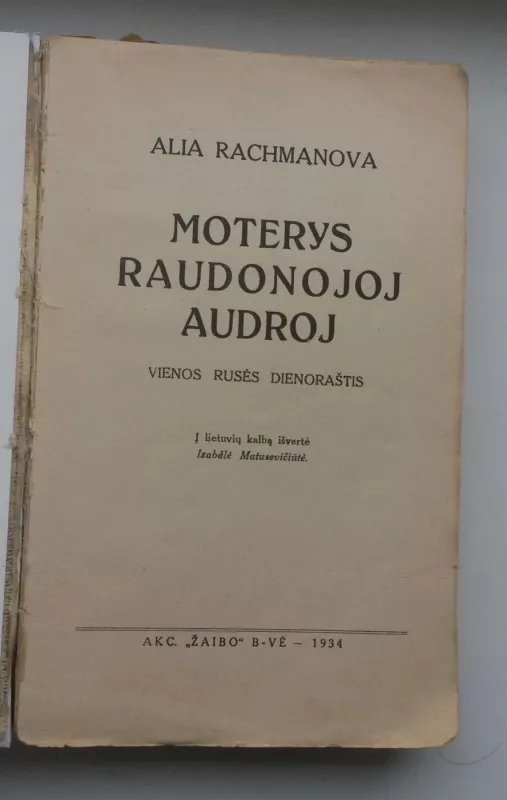 ALIA RACHMANOVA
MOTERYS
RAUDONOJOJ
AUDROJ
VIENOS RUSĖS DIENORAŠTIS
Į lietuvių kalbą išvertė
Izabėlė Matusevičiūtė.
AKC. „ŽAIBO“ B-VĖ — 1934